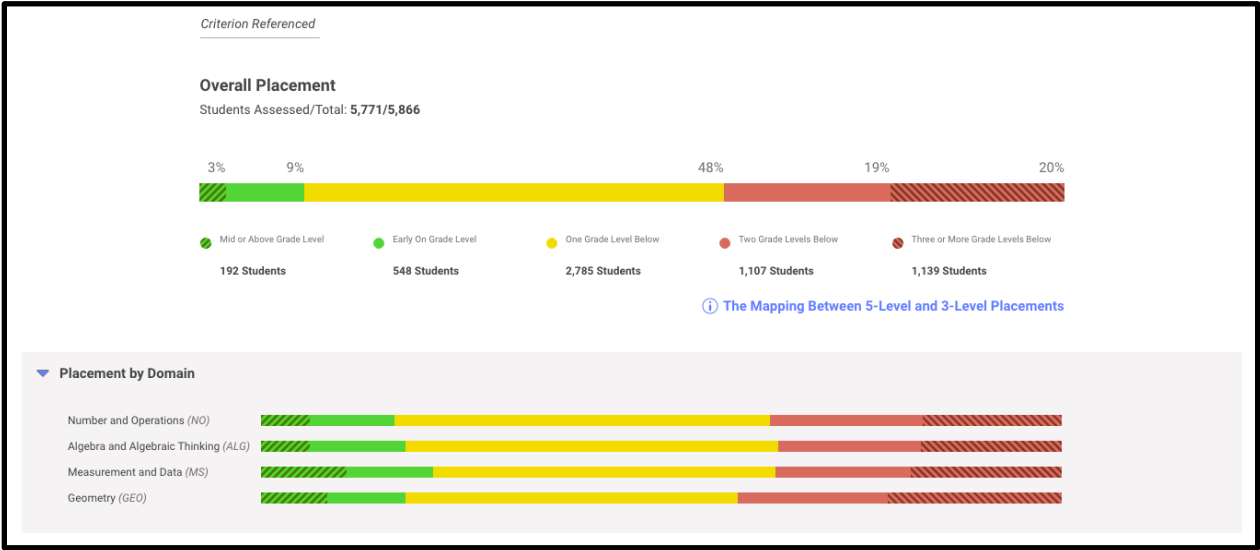 Criterion Referenced
Overall Placement
Students Assessed/Total: 5,771/5,866
3% 9% 48% 19% 20%
Mid or Above Grade Level Early On Grade Level One Grade Level Below Two Grade Levels Below Three or More Grade Levels Below
192 Students 548 Students 2,785 Students 1,107 Students 1,139 Students
The Mapping Between 5-Level and 3-Level Placements
Placement by Domain
Number and Operations (NO)
Algebra and Algebraic Thinking (ALG)
Measurement and Data (MS)
Geometry (GEO)